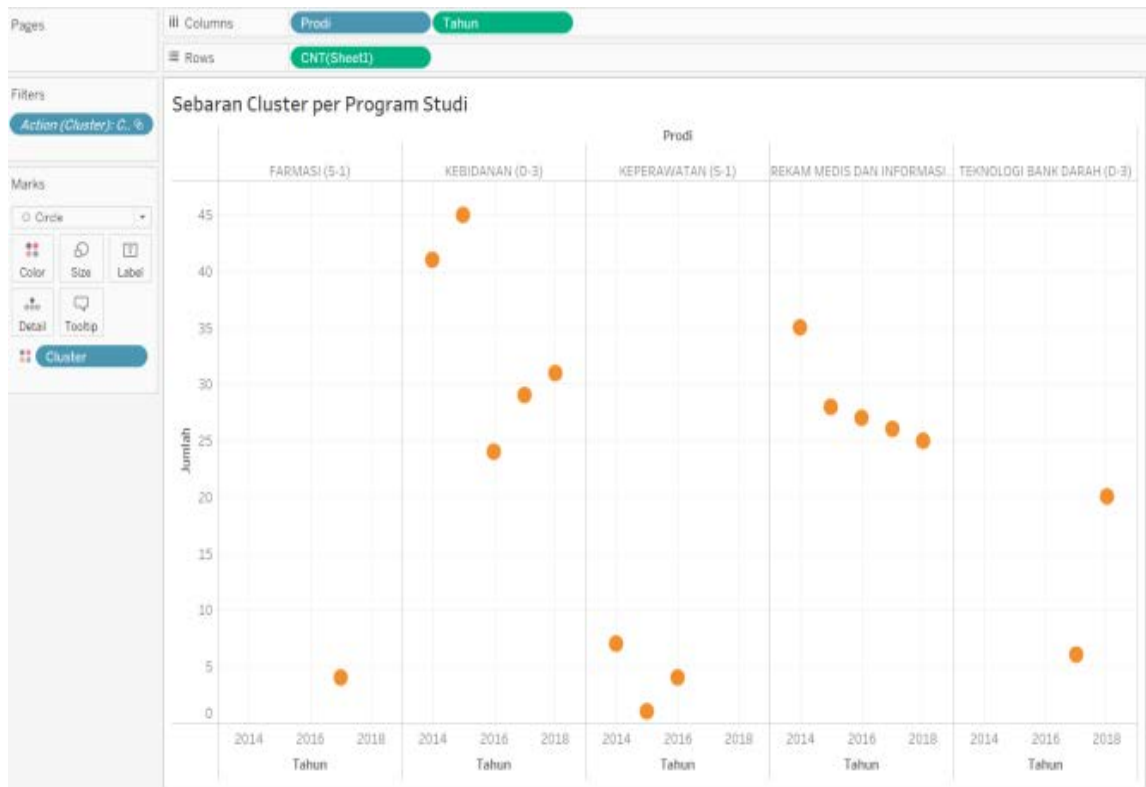 Pages
Columns
Prodi
Tahun
Rows
CNT(Sheet1)
Filters
Action (Cluster): C..
Marks
Circle
Color
Size
Label
Detail
Tooltip
Cluster
Sebaran Cluster per Program Studi
Prodi
FARMASI (S-1)
KEBIDANAN (D-3)
KEPERAWATAN (S-1)
REKAM MEDIS DAN INFORMASI..
TEKNOLOGI BANK DARAH (D-3)
Jumlah
45
40
35
30
25
20
15
10
5
0
2014 2016 2018 2014 2016 2018 2014 2016 2018 2014 2016 2018 2014 2016 2018
Tahun Tahun Tahun Tahun Tahun